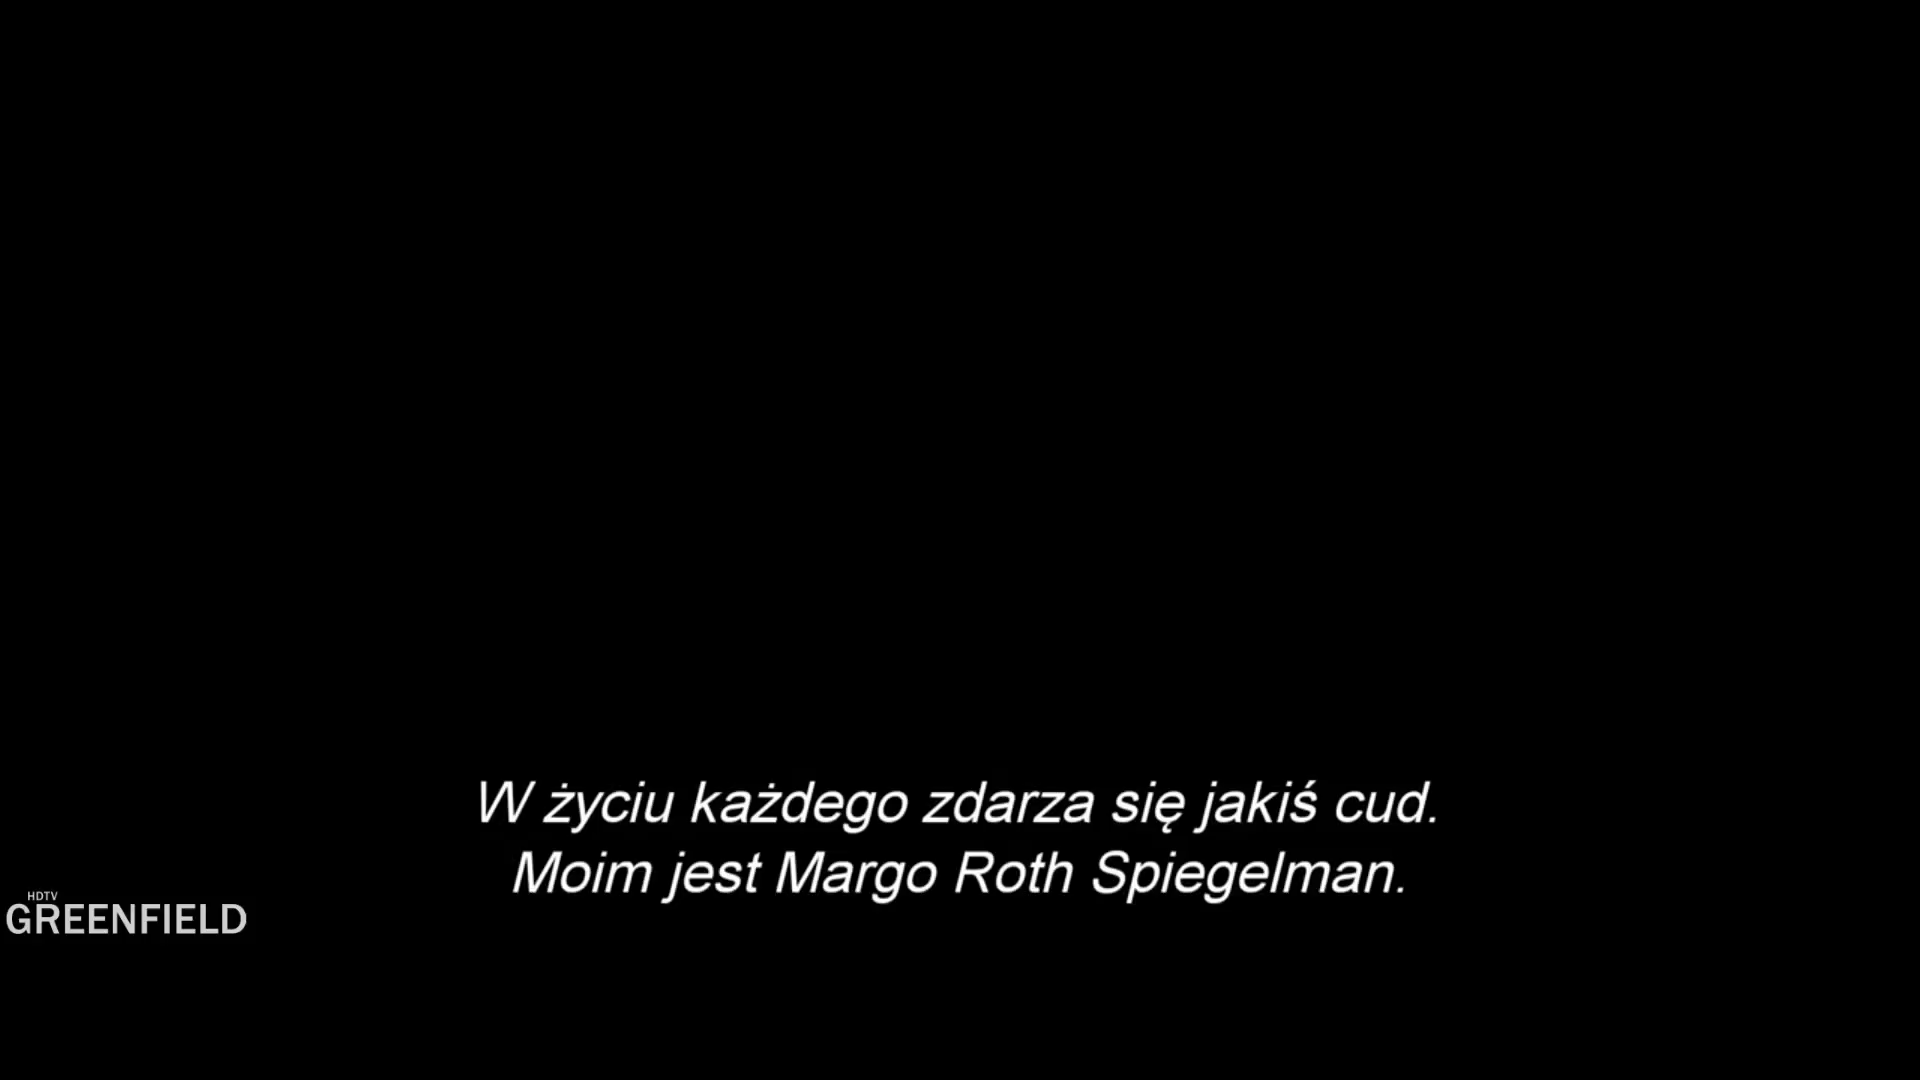 W życiu każdego zdarza się jakiś cud.
Moim jest Margo Roth Spiegelman.
HDTV
GREENFIELD